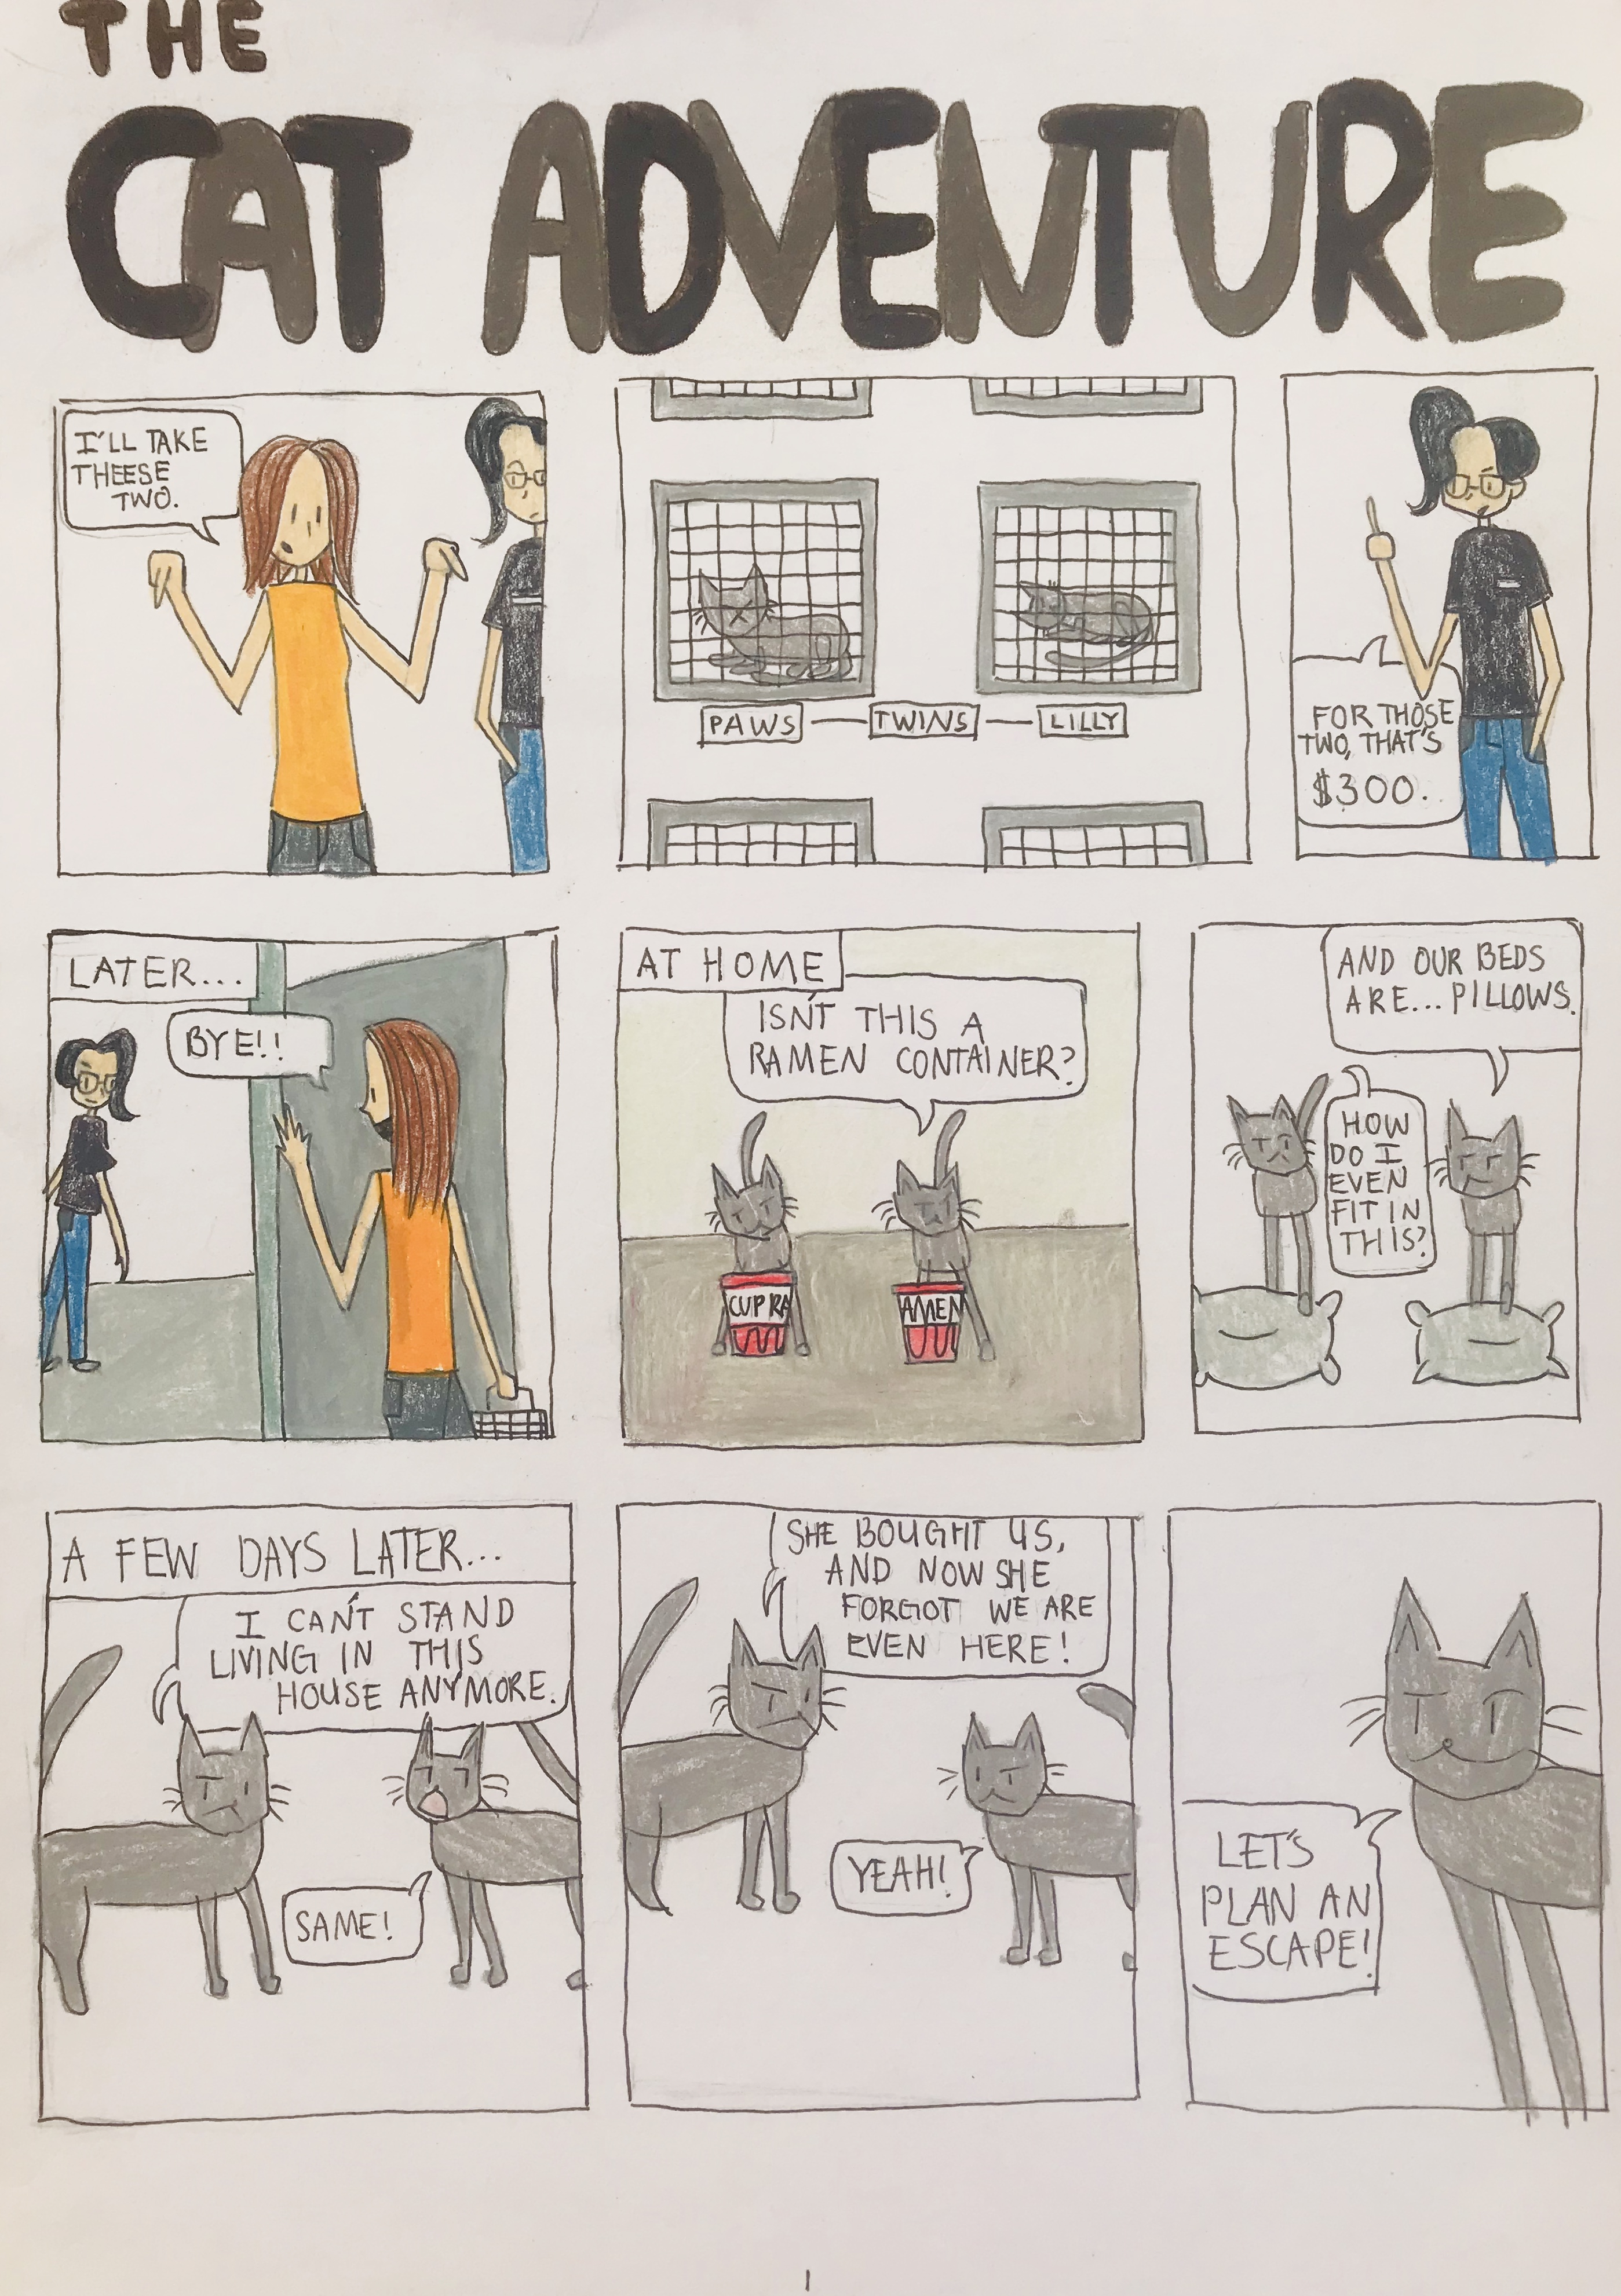 THE
CAT ADVENTURE
I'LL TAKE
THEESE
TWO.
PAWS
TWINS
LILLY
FOR THOSE
TWO, THAT'S
$300.
LATER...
BYE!!
AT HOME
ISN'T THIS A
RAMEN CONTAINER?
CUP RA
AMEN
AND OUR BEDS
ARE... PILLOWS.
HOW
DO I
EVEN
FIT IN
THIS?
A FEW DAYS LATER...
I CAN'T STAND
LIVING IN THIS
HOUSE ANYMORE.
SAME!
SHE BOUGHT US,
AND NOW SHE
FORGOT WE ARE
EVEN HERE!
YEAH!
LET'S
PLAN AN
ESCAPE!
1